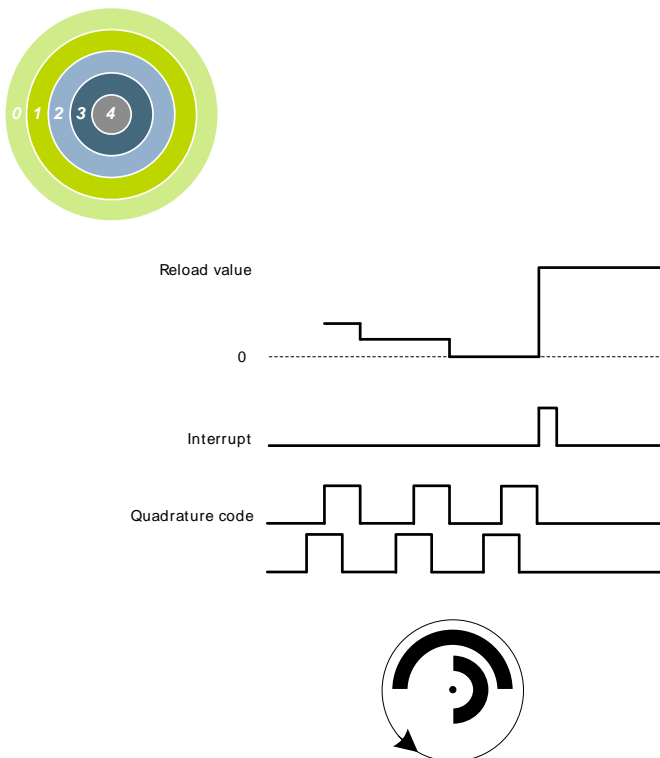 0 1 2 3 4
Reload value
0
Interrupt
Quadrature code